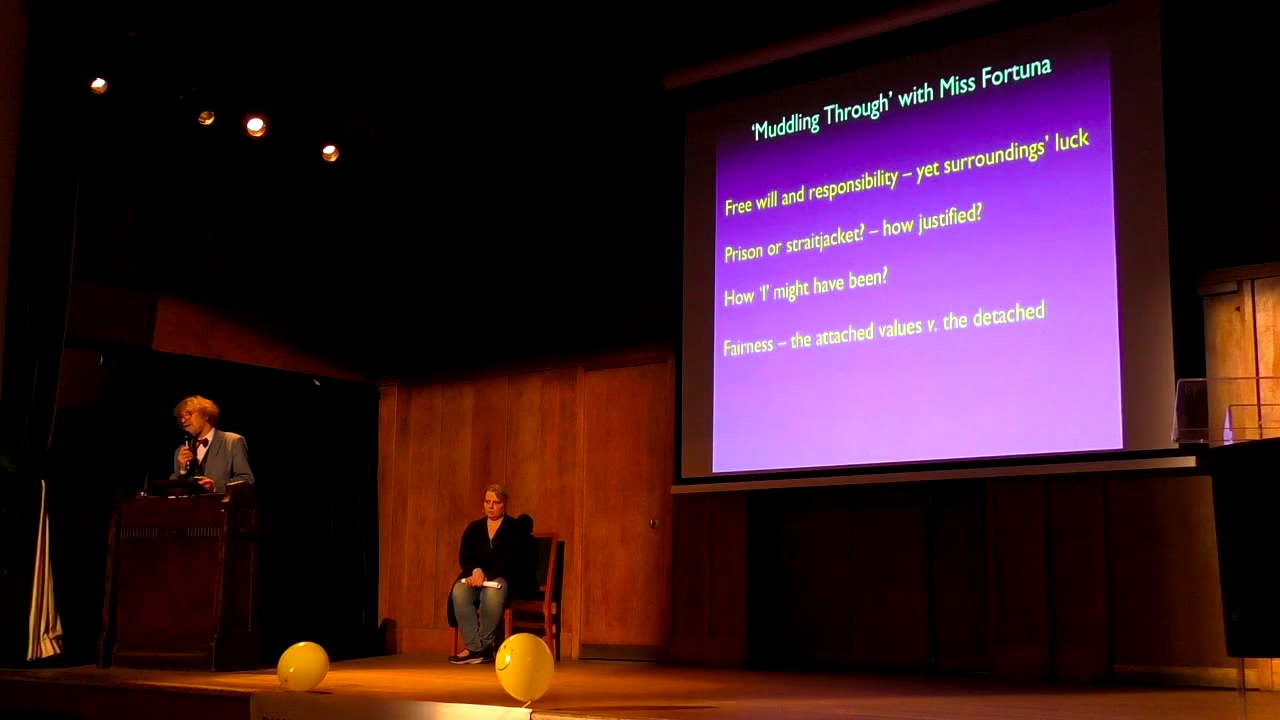 ‘Muddling Through’ with Miss Fortuna
Free will and responsibility – yet surroundings’ luck
Prison or straitjacket? – how justified?
How ‘I’ might have been?
Fairness – the attached values v. the detached